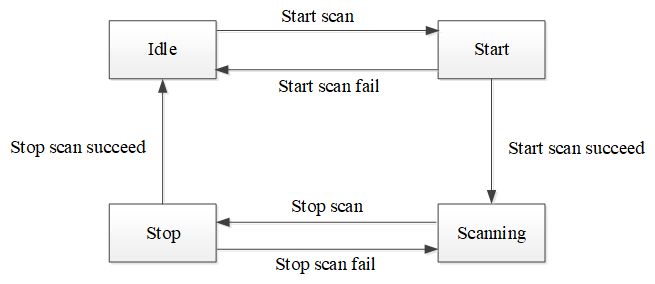 Start scan
Idle
Start
Start scan fail
Stop scan succeed
Start scan succeed
Stop scan
Stop
Scanning
Stop scan fail